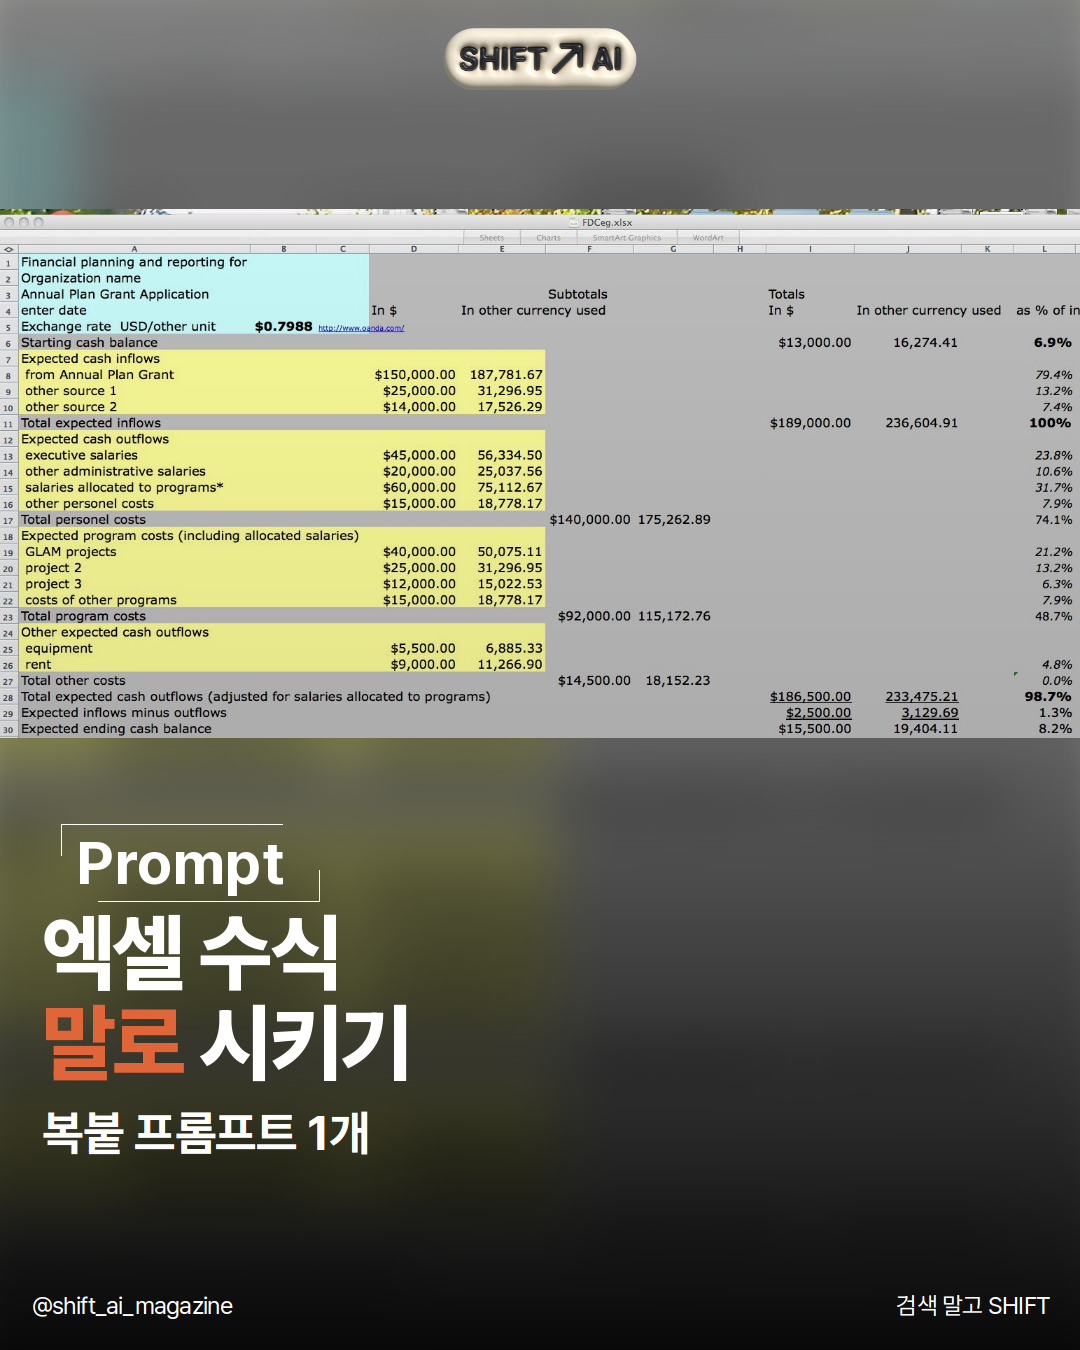 SHIFT AI
FDCeg.xlsx
Sheets Charts SmartArt Graphics WordArt
A B C D E F G H I J K L
1 Financial planning and reporting for
2 Organization name
3 Annual Plan Grant Application Subtotals Totals
4 enter date In $ In other currency used In $ In other currency used as % of in
5 Exchange rate USD/other unit $0.7988 http://www.oanda.com/
6 Starting cash balance $13,000.00 16,274.41 6.9%
7 Expected cash inflows
8 from Annual Plan Grant $150,000.00 187,781.67 79.4%
9 other source 1 $25,000.00 31,296.95 13.2%
10 other source 2 $14,000.00 17,526.29 7.4%
11 Total expected inflows $189,000.00 236,604.91 100%
12 Expected cash outflows
13 executive salaries $45,000.00 56,334.50 23.8%
14 other administrative salaries $20,000.00 25,037.56 10.6%
15 salaries allocated to programs* $60,000.00 75,112.67 31.7%
16 other personel costs $15,000.00 18,778.17 7.9%
17 Total personel costs $140,000.00 175,262.89 74.1%
18 Expected program costs (including allocated salaries)
19 GLAM projects $40,000.00 50,075.11 21.2%
20 project 2 $25,000.00 31,296.95 13.2%
21 project 3 $12,000.00 15,022.53 6.3%
22 costs of other programs $15,000.00 18,778.17 7.9%
23 Total program costs $92,000.00 115,172.76 48.7%
24 Other expected cash outflows
25 equipment $5,500.00 6,885.33
26 rent $9,000.00 11,266.90 4.8%
27 Total other costs $14,500.00 18,152.23 0.0%
28 Total expected cash outflows (adjusted for salaries allocated to programs) $186,500.00 233,475.21 98.7%
29 Expected inflows minus outflows $2,500.00 3,129.69 1.3%
30 Expected ending cash balance $15,500.00 19,404.11 8.2%
Prompt
엑셀 수식
말로 시키기
복붙 프롬프트 1개
@shift_ai_magazine
검색 말고 SHIFT